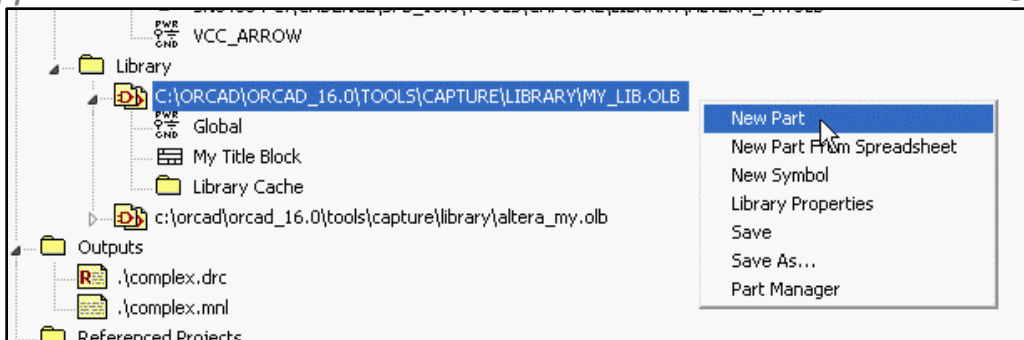 VCC_ARROW
Library
C:\ORCAD\ORCAD_16.0\TOOLS\CAPTURE\LIBRARY\MY_LIB.OLB
New Part
Global
New Part From Spreadsheet
My Title Block
New Symbol
Library Cache
Library Properties
c:\orcad\orcad_16.0\tools\capture\library\altera_my.olb
Save
Outputs
Save As...
.\complex.drc
Part Manager
.\complex.mnl
Referenced Projects